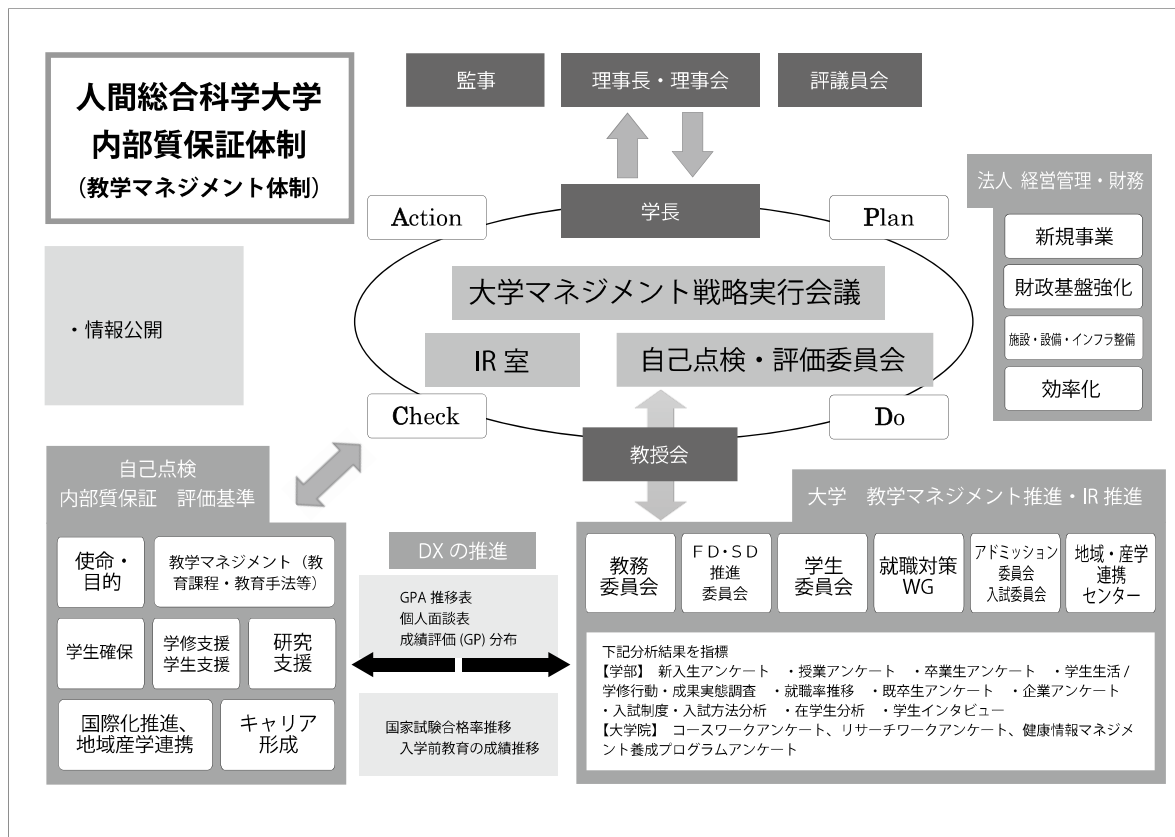 人間総合科学大学
内部質保証体制
(教学マネジメント体制)
監事
理事長・理事会
評議員会
学長
Action
Plan
大学マネジメント戦略実行会議
IR 室
自己点検・評価委員会
Check
Do
教授会
法人 経営管理・財務
新規事業
財政基盤強化
施設・設備・インフラ整備
効率化
・情報公開
自己点検
内部質保証　評価基準
使命・
目的
教学マネジメント（教
育課程・教育手法等）
学生確保
学修支援
学生支援
研究
支援
国際化推進、
地域産学連携
キャリア
形成
DX の推進
GPA 推移表
個人面談表
成績評価 (GP) 分布
国家試験合格率推移
入学前教育の成績推移
大学　教学マネジメント推進・IR 推進
教務
委員会
ＦＤ・ＳＤ
推進
委員会
学生
委員会
就職対策
WG
アドミッション
委員会
入試委員会
地域・産学
連携
センター
下記分析結果を指標
【学部】 新入生アンケート　・授業アンケート　・卒業生アンケート　・学生生活 /
学修行動・成果実態調査　・就職率推移　・既卒生アンケート　・企業アンケート
・入試制度・入試方法分析　・在学生分析　・学生インタビュー
【大学院】 コースワークアンケート、リサーチワークアンケート、健康情報マネジメ
ント養成プログラムアンケート